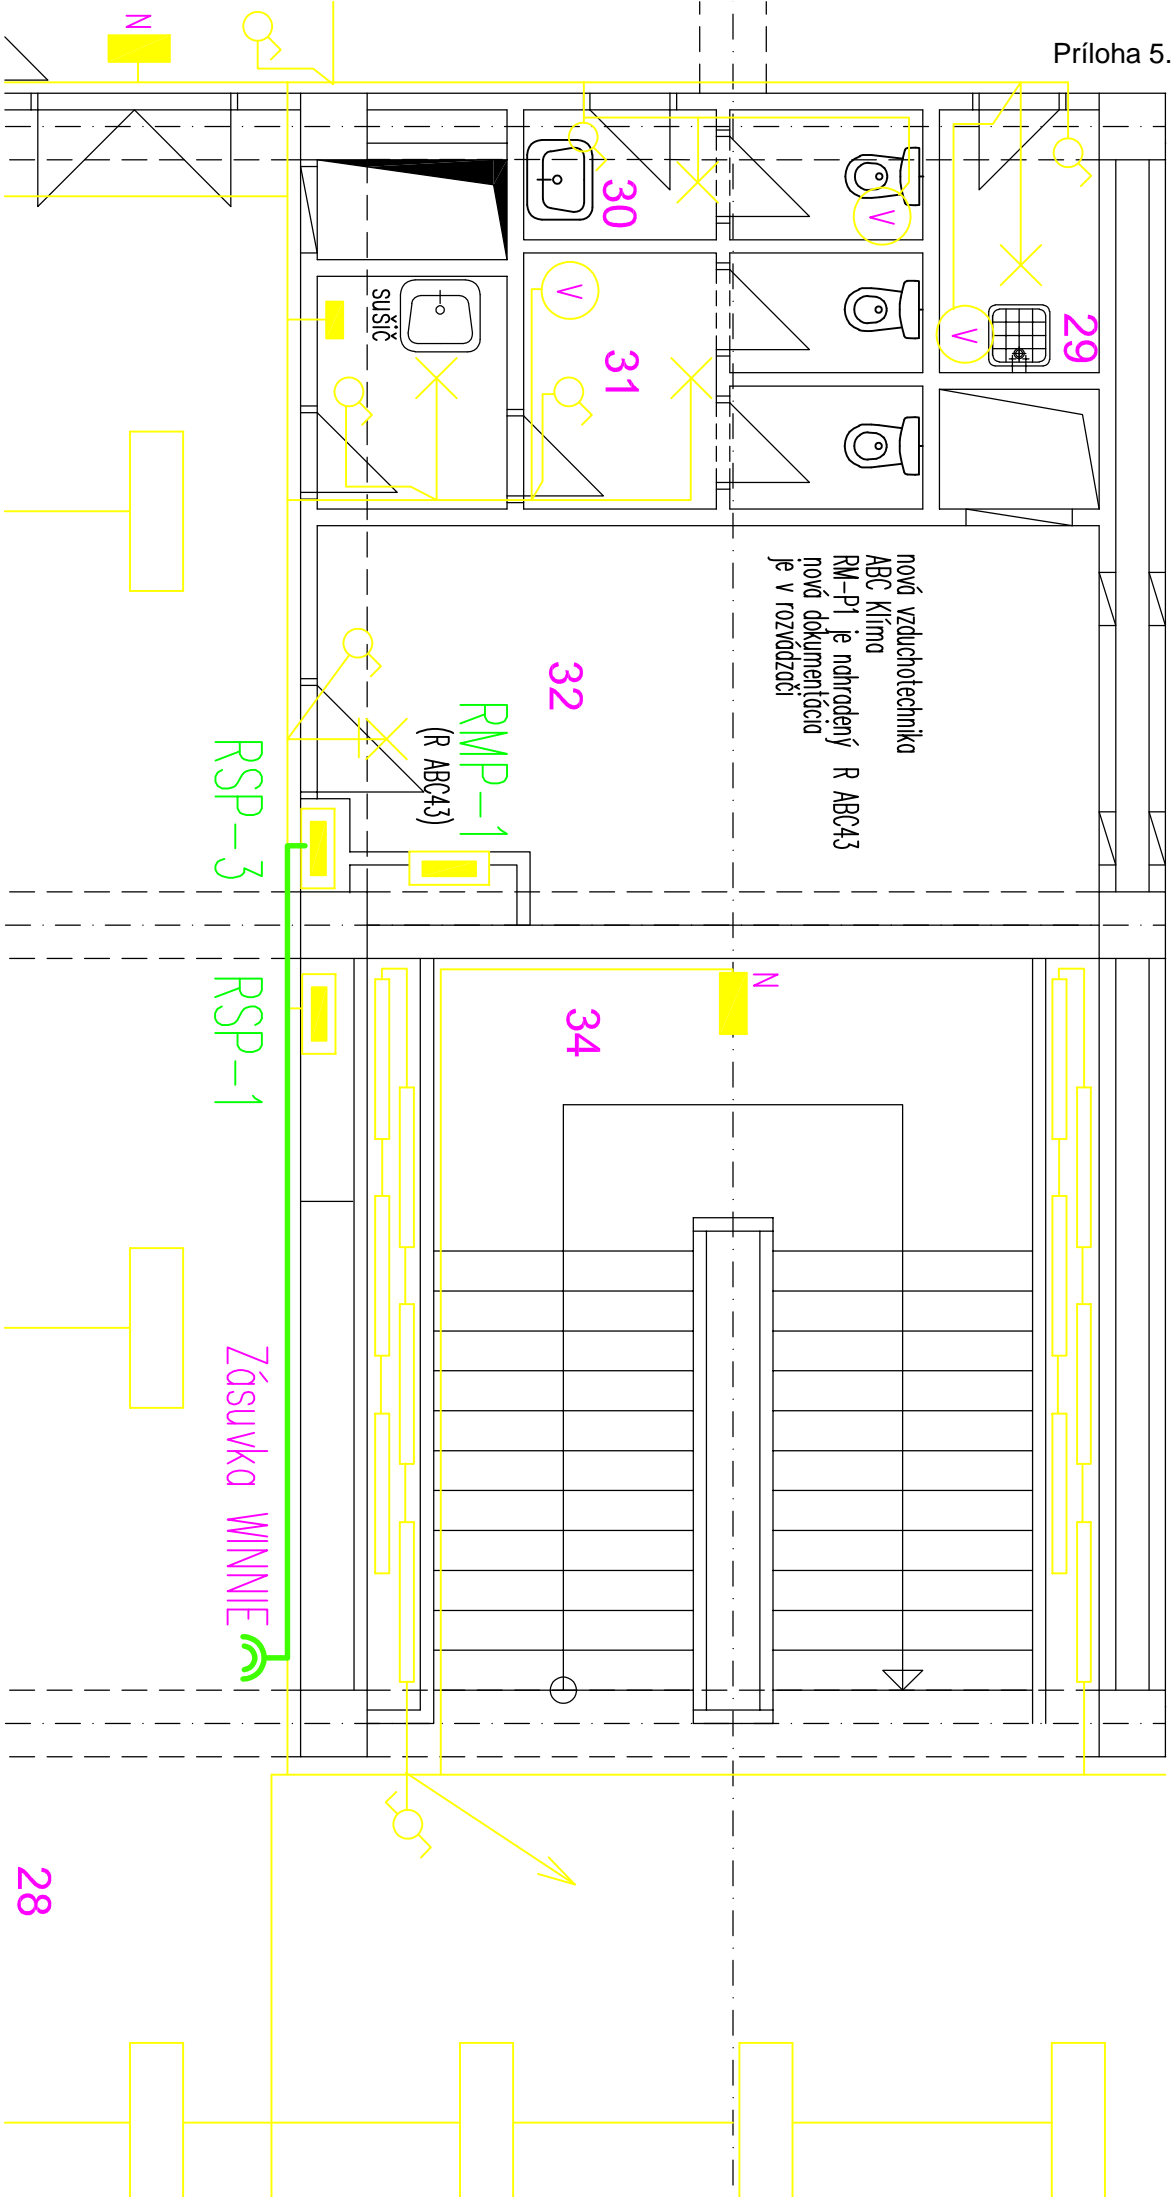 Príloha 5.
N
30
V
29
V
V
31
sušič
nová vzduchotechnika
ABC Klíma
RM-P1 je nahradený R ABC43
nová dokumentácia
je v rozvádzači
32
RMP-1
(R ABC43)
RSP-3
N
34
RSP-1
Zásuvka WINNIE
28